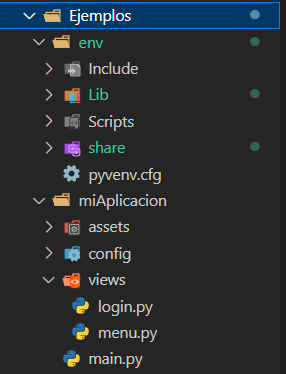 Ejemplos
env
Include
Lib
Scripts
share
pyvenv.cfg
miAplicacion
assets
config
views
login.py
menu.py
main.py